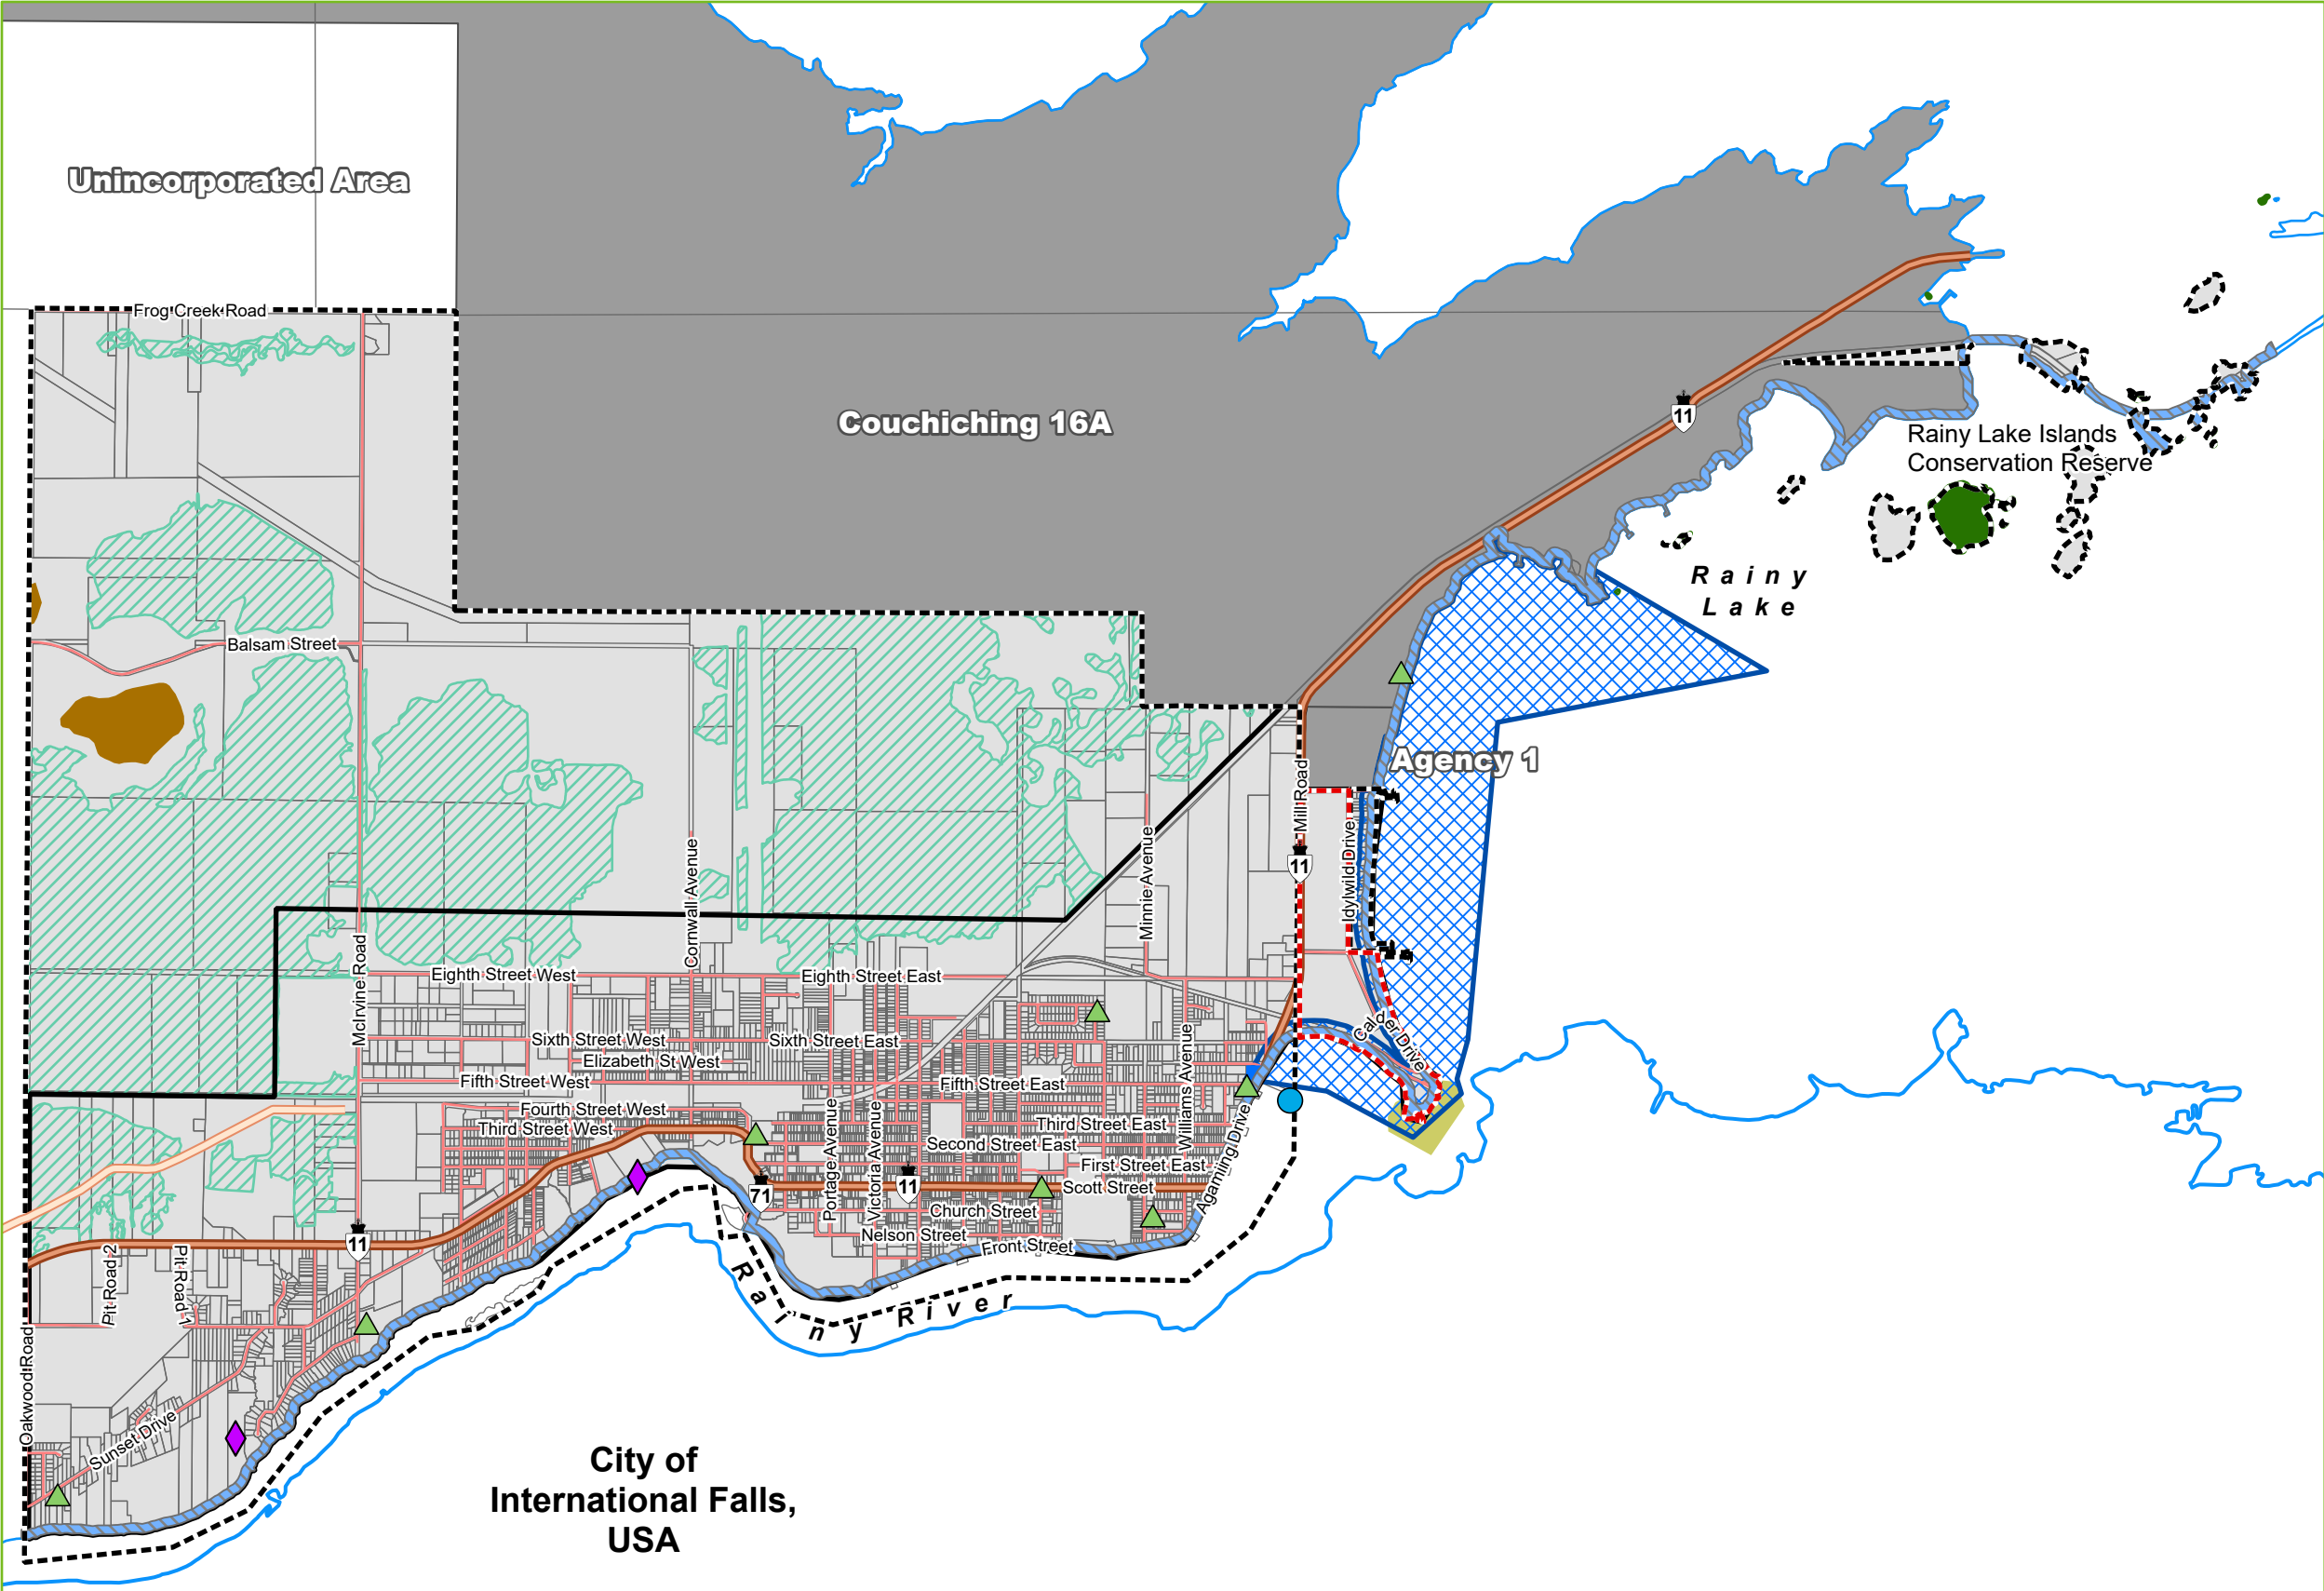 Unincorporated Area
Frog Creek Road
Couchiching 16A
11
Rainy Lake Islands
Conservation Reserve
Rainy
Lake
Balsam Street
Agency 1
Mill Road
11
Idylwild Drive
Minnie Avenue
Cornwall Avenue
McIrvine Road
Eighth Street West
Eighth Street East
Sixth Street West
Sixth Street East
Elizabeth St West
Fifth Street West
Fifth Street East
Calder Drive
Williams Avenue
Fourth Street West
Third Street West
Third Street East
Second Street East
First Street East
Portage Avenue
Victoria Avenue
Agamiing Drive
71
11
Scott Street
Church Street
Nelson Street
Front Street
11
Pit Road 2
Pit Road 1
Rainy River
Oakwood Road
Sunset Drive
City of
International Falls,
USA